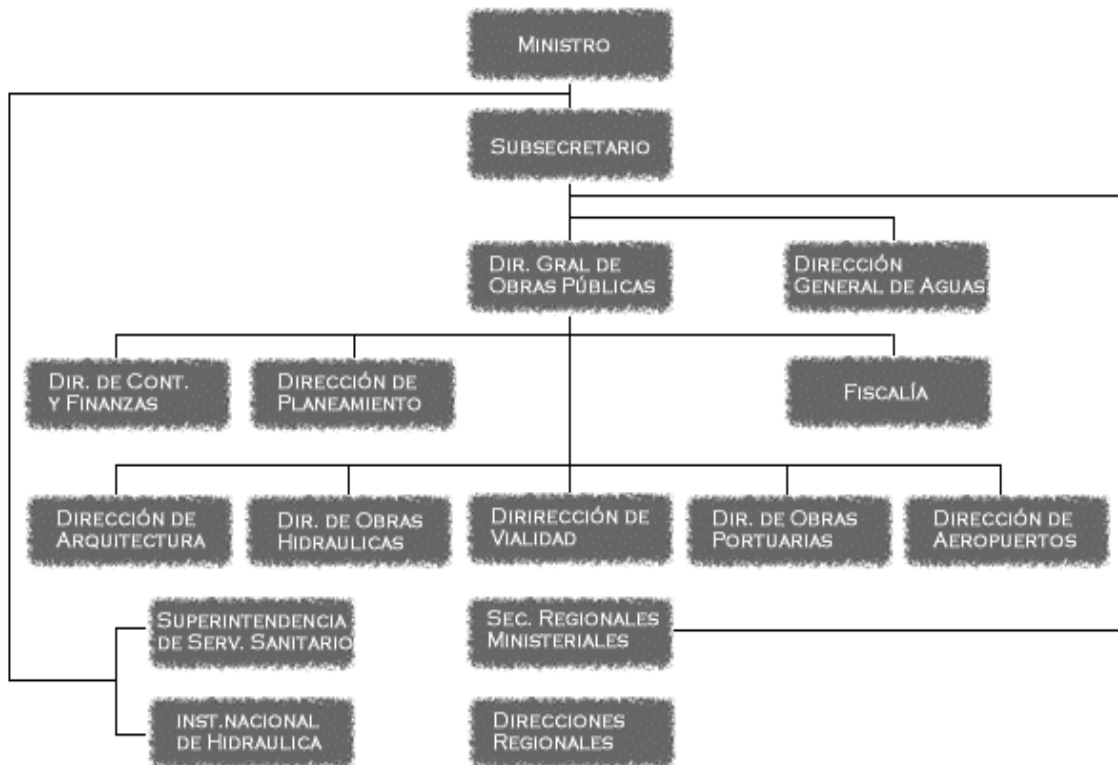 MINISTRO
SUBSECRETARIO
DIR. GRAL DE
OBRAS PÚBLICAS
DIRECCIÓN
GENERAL DE AGUAS
DIR. DE CONT.
Y FINANZAS
DIRECCIÓN DE
PLANEAMIENTO
FISCALÍA
DIRECCIÓN DE
ARQUITECTURA
DIR. DE OBRAS
HIDRAULICAS
DIRIRECCIÓN DE
VIALIDAD
DIR. DE OBRAS
PORTUARIAS
DIRECCIÓN DE
AEROPUERTOS
SUPERINTENDENCIA
DE SERV. SANITARIO
SEC. REGIONALES
MINISTERIALES
INST.NACIONAL
DE HIDRAULICA
DIRECCIONES
REGIONALES